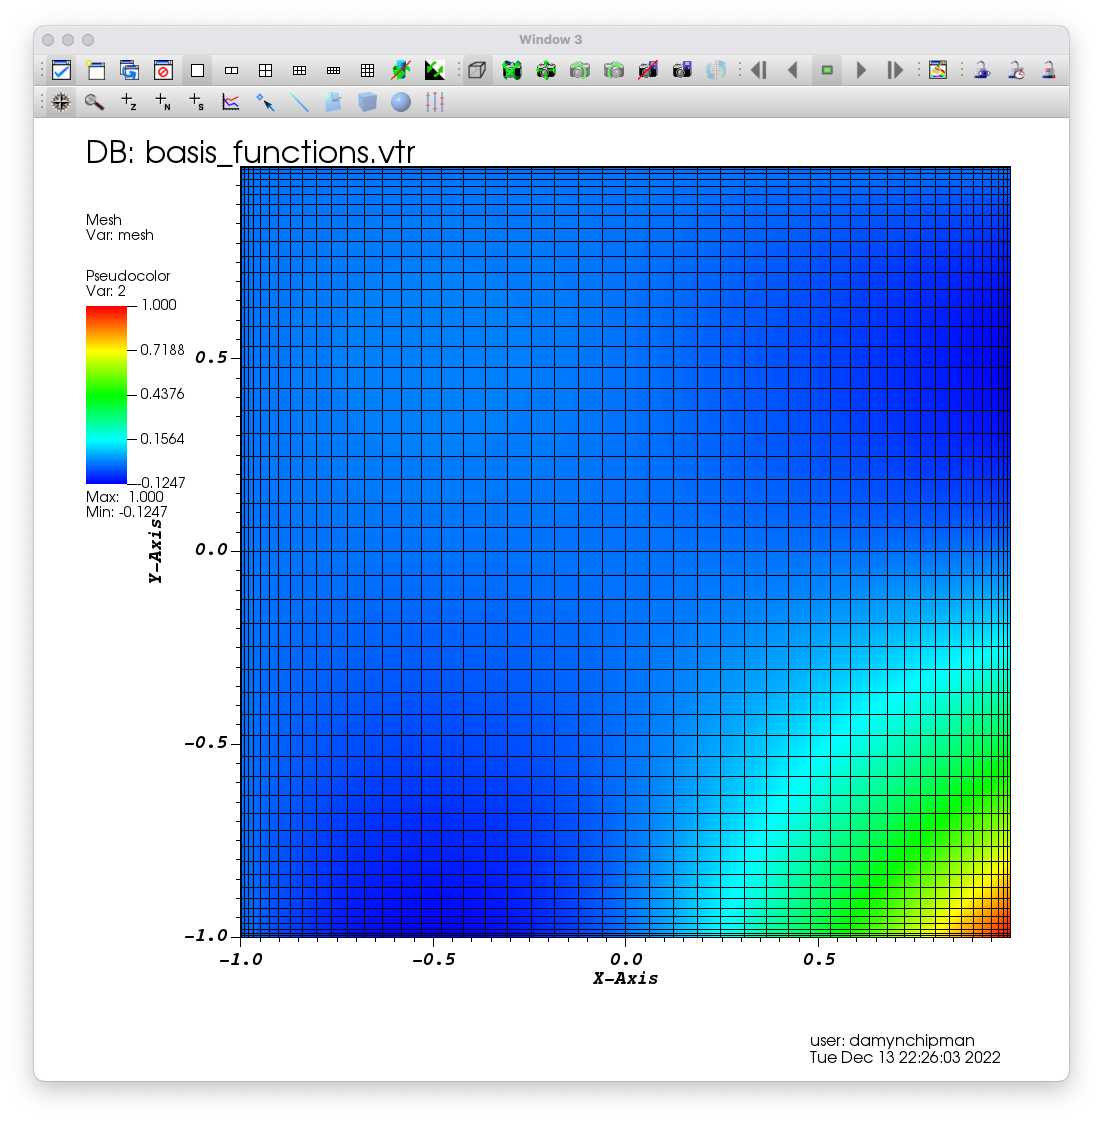 Window 3
DB: basis_functions.vtr
Mesh
Var: mesh
Pseudocolor
Var: 2
1.000
0.7188
0.4376
0.1564
-0.1247
Max: 1.000
Min: -0.1247
Y-Axis
0.5
0.0
-0.5
-1.0
-1.0 -0.5 0.0 0.5
X-Axis
user: damynchipman
Tue Dec 13 22:26:03 2022